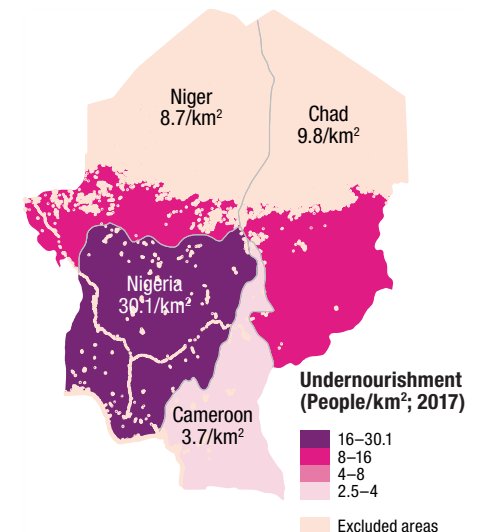 Niger
8.7/km²
Chad
9.8/km²
Nigeria
30.1/km²
Cameroon
3.7/km²
Undernourishment
(People/km²; 2017)
16–30.1
8–16
4–8
2.5–4
Excluded areas